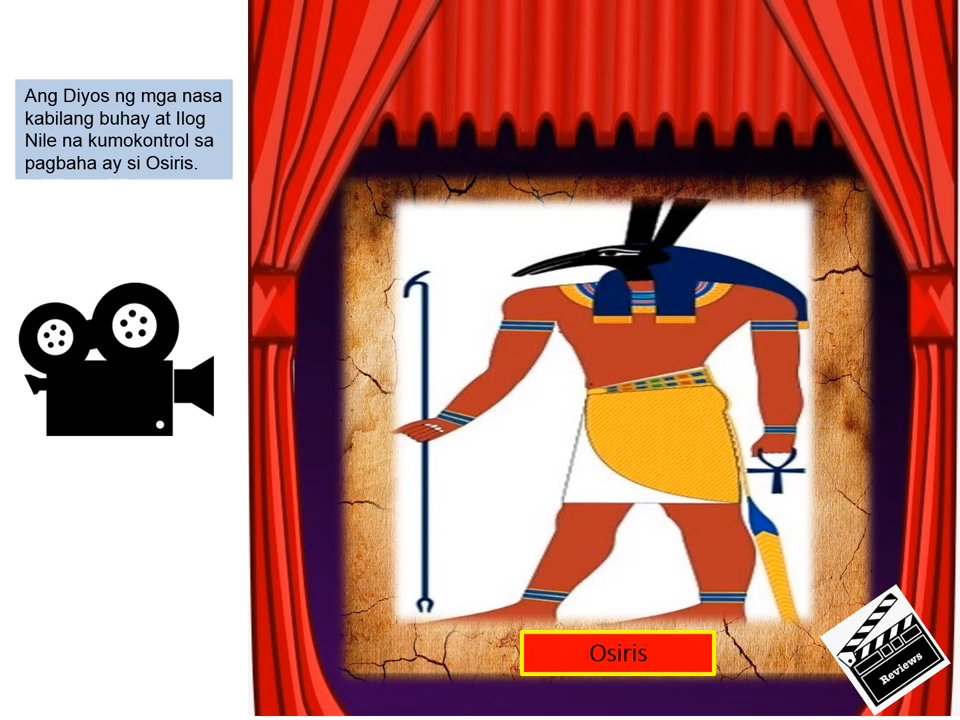 Ang Diyos ng mga nasa
kabilang buhay at Ilog
Nile na kumokontrol sa
pagbaha ay si Osiris.
Osiris
Reviews